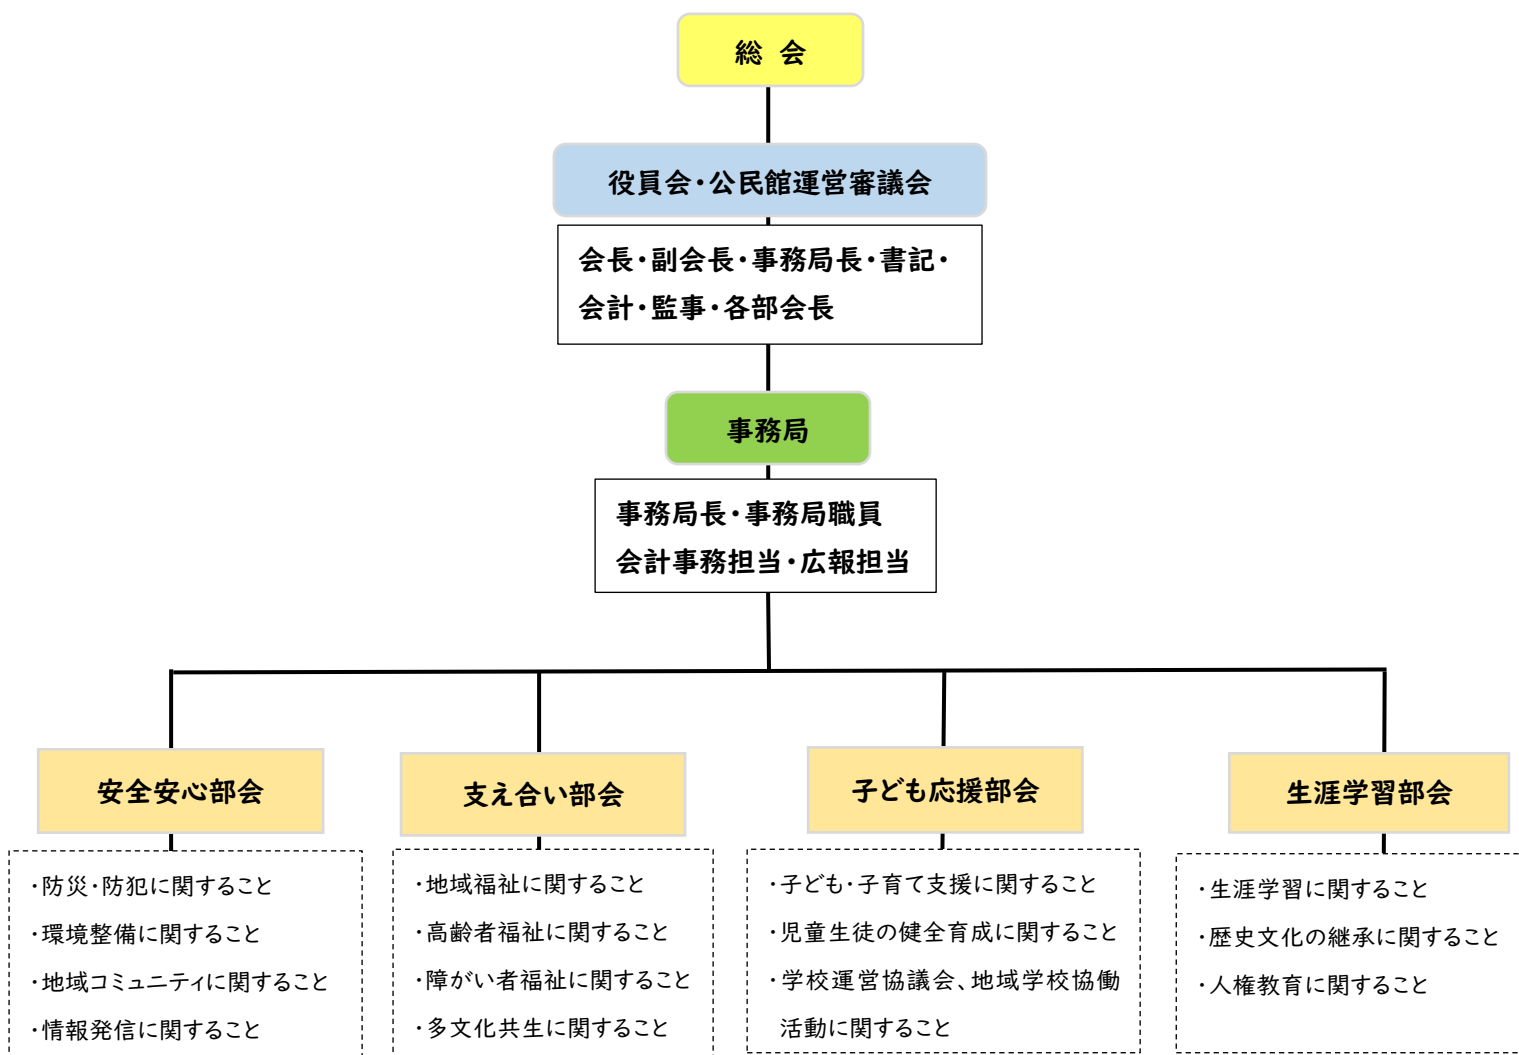 総 会
役員会・公民館運営審議会
会長・副会長・事務局長・書記・
会計・監事・各部会長
事務局
事務局長・事務局職員
会計事務担当・広報担当
安全安心部会
・防災・防犯に関すること
・環境整備に関すること
・地域コミュニティに関すること
・情報発信に関すること
支え合い部会
・地域福祉に関すること
・高齢者福祉に関すること
・障がい者福祉に関すること
・多文化共生に関すること
子ども応援部会
・子ども・子育て支援に関すること
・児童生徒の健全育成に関すること
・学校運営協議会、地域学校協働
活動に関すること
生涯学習部会
・生涯学習に関すること
・歴史文化の継承に関すること
・人権教育に関すること